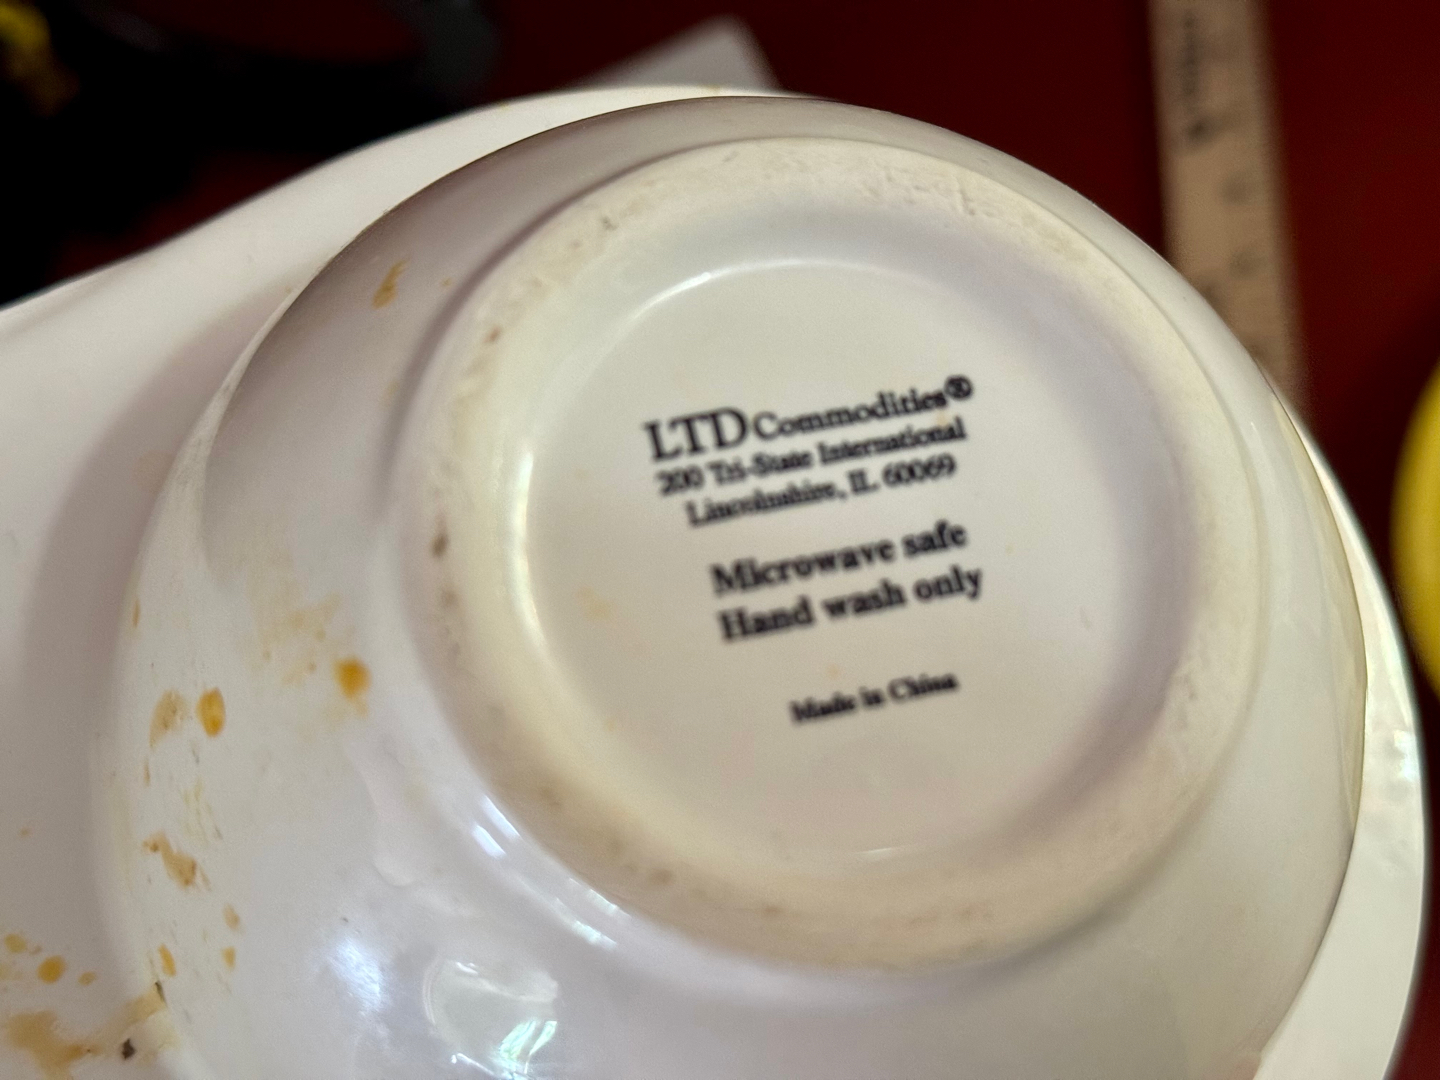 LTD Commodities®
200 Tri-State International
Lincolnshire, IL 60069
Microwave safe
Hand wash only
Made in China